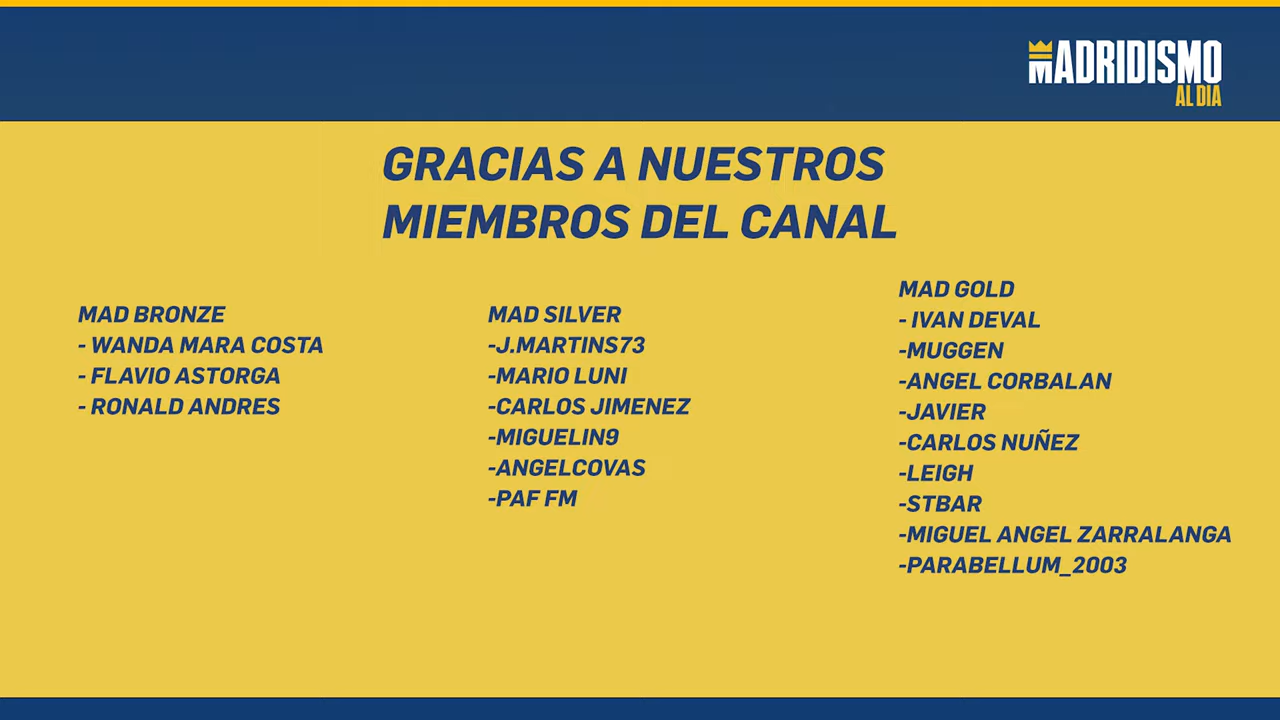 MADRIDISMO
AL DIA
GRACIAS A NUESTROS
MIEMBROS DEL CANAL
MAD BRONZE
- WANDA MARA COSTA
- FLAVIO ASTORGA
- RONALD ANDRES
MAD SILVER
-J.MARTINS73
-MARIO LUNI
-CARLOS JIMENEZ
-MIGUELIN9
-ANGELCOVAS
-PAF FM
MAD GOLD
- IVAN DEVAL
-MUGGEN
-ANGEL CORBALAN
-JAVIER
-CARLOS NUÑEZ
-LEIGH
-STBAR
-MIGUEL ANGEL ZARRALANGA
-PARABELLUM_2003